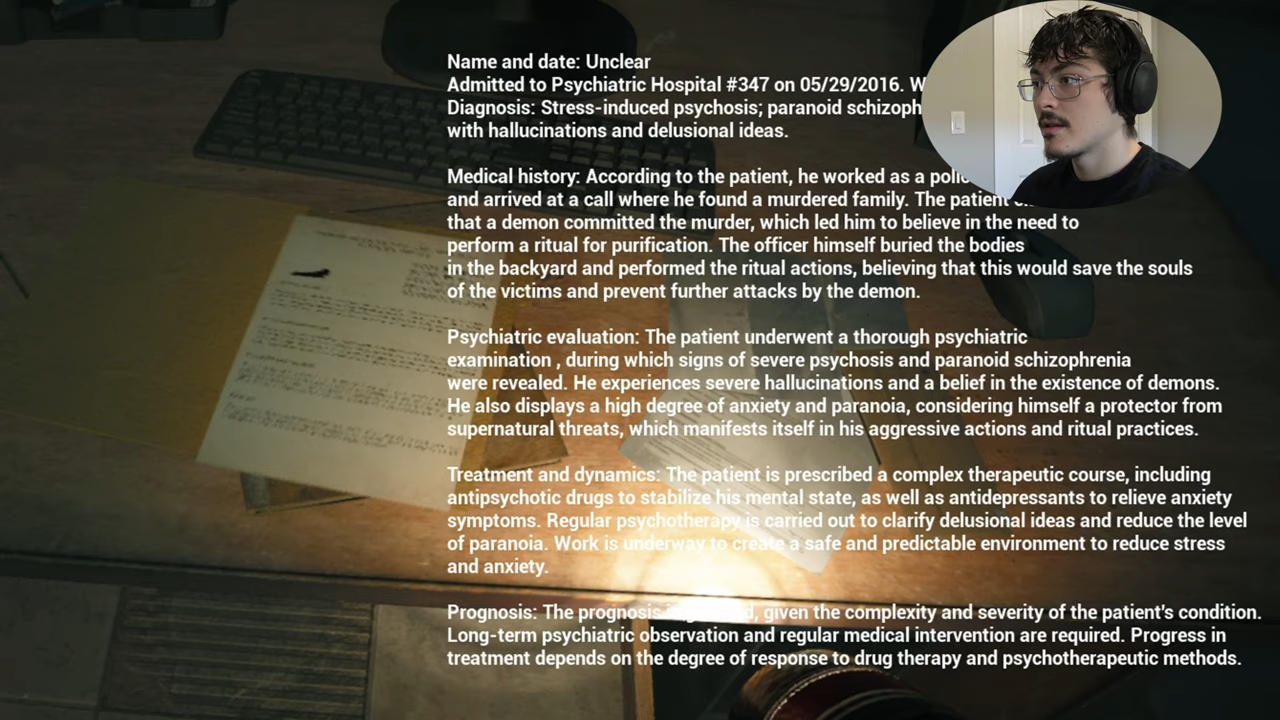 Name and date: Unclear
Admitted to Psychiatric Hospital #347 on 05/29/2016.
Diagnosis: Stress-induced psychosis; paranoid
with hallucinations and delusional ideas.
Medical history: According to the patient, he worked as a
and arrived at a call where he found a murdered family. The patient
that a demon committed the murder, which led him to believe in the need to
perform a ritual for purification. The officer himself buried the bodies
in the backyard and performed the ritual actions, believing that this would save the souls
of the victims and prevent further attacks by the demon.
Psychiatric evaluation: The patient underwent a thorough psychiatric
examination , during which signs of severe psychosis and paranoid schizophrenia
were revealed. He experiences severe hallucinations and a belief in the existence of demons.
He also displays a high degree of anxiety and paranoia, considering himself a protector from
supernatural threats, which manifests itself in his aggressive actions and ritual practices.
Treatment and dynamics: The patient is prescribed a complex therapeutic course, including
antipsychotic drugs to stabilize his mental state, as well as antidepressants to relieve anxiety
symptoms. Regular psychotherapy is carried out to clarify delusional ideas and reduce the level
of paranoia. Work is underway to create a safe and predictable environment to reduce stress
and anxiety.
Prognosis: The prognosis given the complexity and severity of the patient's condition.
Long-term psychiatric observation and regular medical intervention are required. Progress in
treatment depends on the degree of response to drug therapy and psychotherapeutic methods.